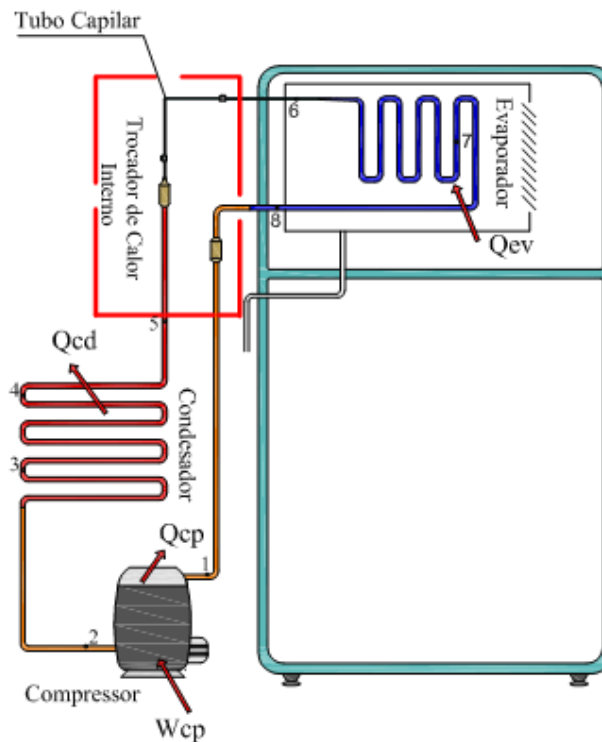 Tubo Capilar
6
Evaporador
7
Trocador de Calor
Interno
8
Qev
5
Qcd
4
Condesador
3
Qcp
1
2
Compressor
Wcp